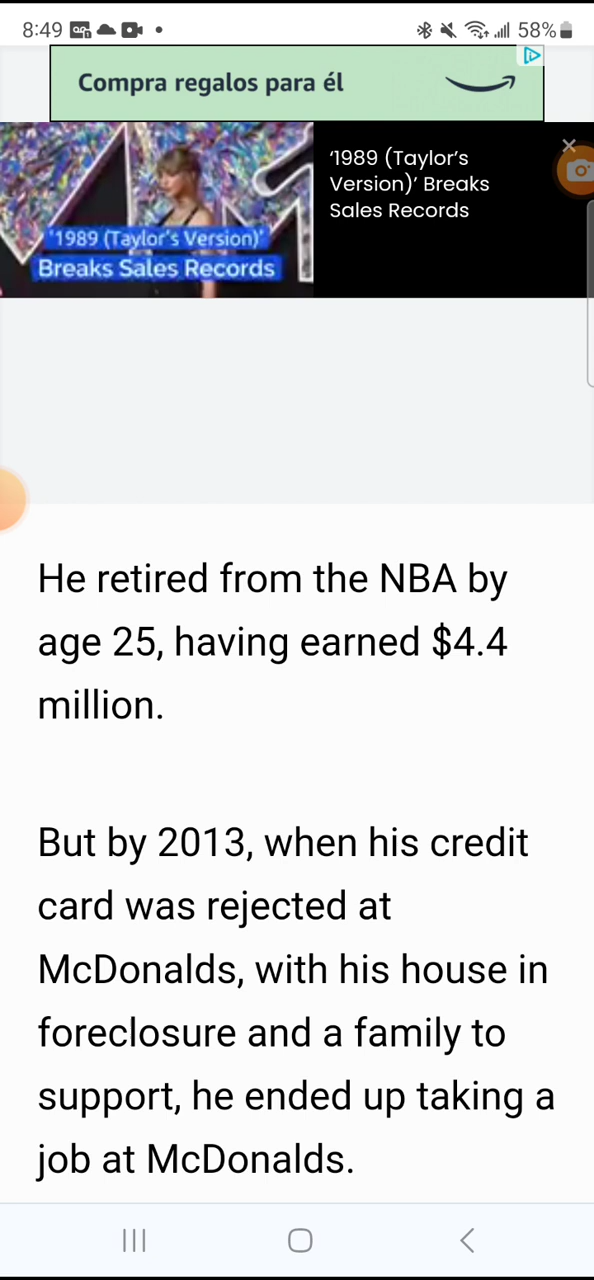 8:49
58%
Compra regalos para él
'1989 (Taylor's Version)'
Breaks Sales Records
'1989 (Taylor's
Version)' Breaks
Sales Records
He retired from the NBA by
age 25, having earned $4.4
million.
But by 2013, when his credit
card was rejected at
McDonalds, with his house in
foreclosure and a family to
support, he ended up taking a
job at McDonalds.